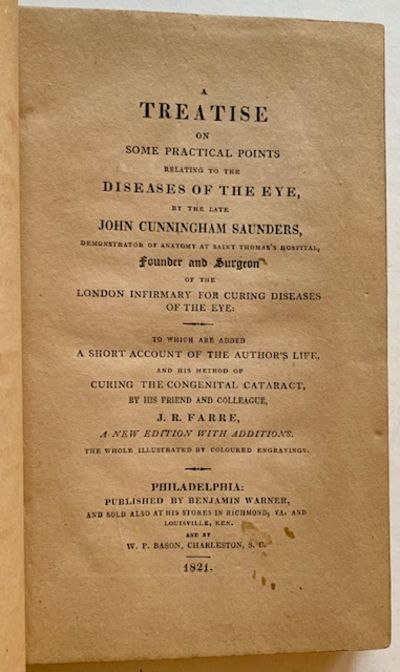 A
TREATISE
ON
SOME PRACTICAL POINTS
RELATING TO THE
DISEASES OF THE EYE,
BY THE LATE
JOHN CUNNINGHAM SAUNDERS,
DEMONSTRATOR OF ANATOMY AT SAINT THOMAS'S HOSPITAL,
Founder and Surgeon
OF THE
LONDON INFIRMARY FOR CURING DISEASES
OF THE EYE:
TO WHICH ARE ADDED
A SHORT ACCOUNT OF THE AUTHOR'S LIFE,
AND HIS METHOD OF
CURING THE CONGENITAL CATARACT,
BY HIS FRIEND AND COLLEAGUE,
J. R. FARRE,
A NEW EDITION WITH ADDITIONS.
THE WHOLE ILLUSTRATED BY COLOURED ENGRAVINGS.
PHILADELPHIA:
PUBLISHED BY BENJAMIN WARNER,
AND SOLD ALSO AT HIS STORES IN RICHMOND, VA. AND
LOUISVILLE, KEN.
AND BY
W. P. BASON, CHARLESTON, S. C.
1821.